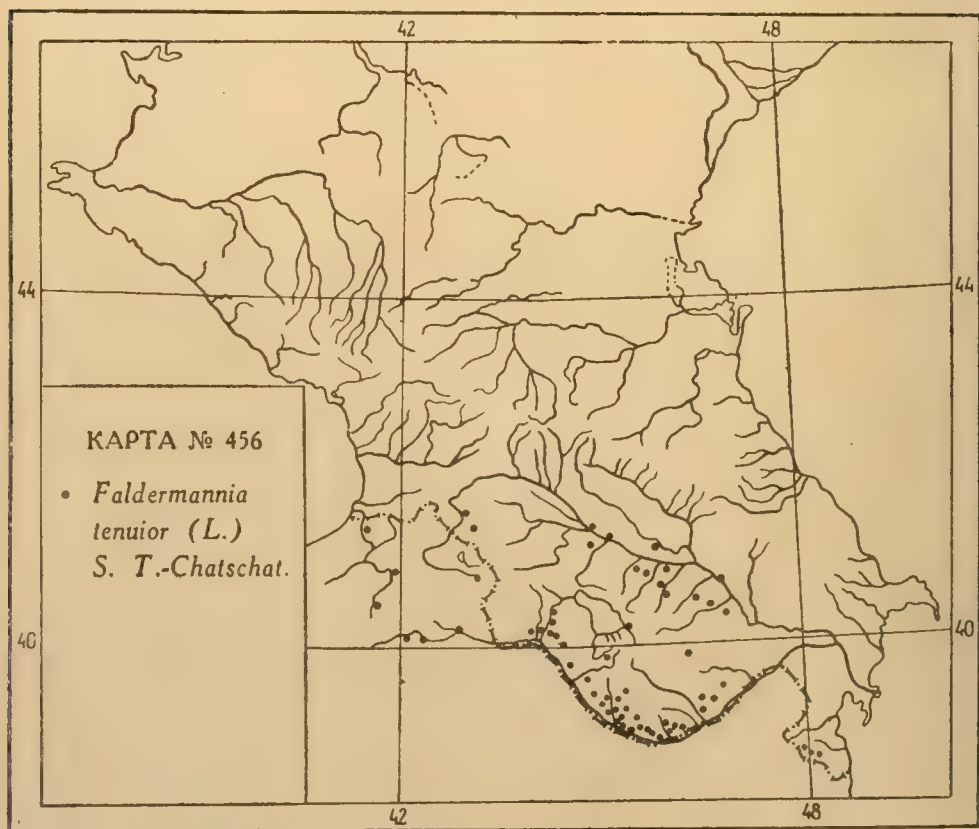 42 48
44 44
КАРТА № 456
• Faldermannia
tenuior (L.)
S. T.-Chatschat.
40 40
42 48